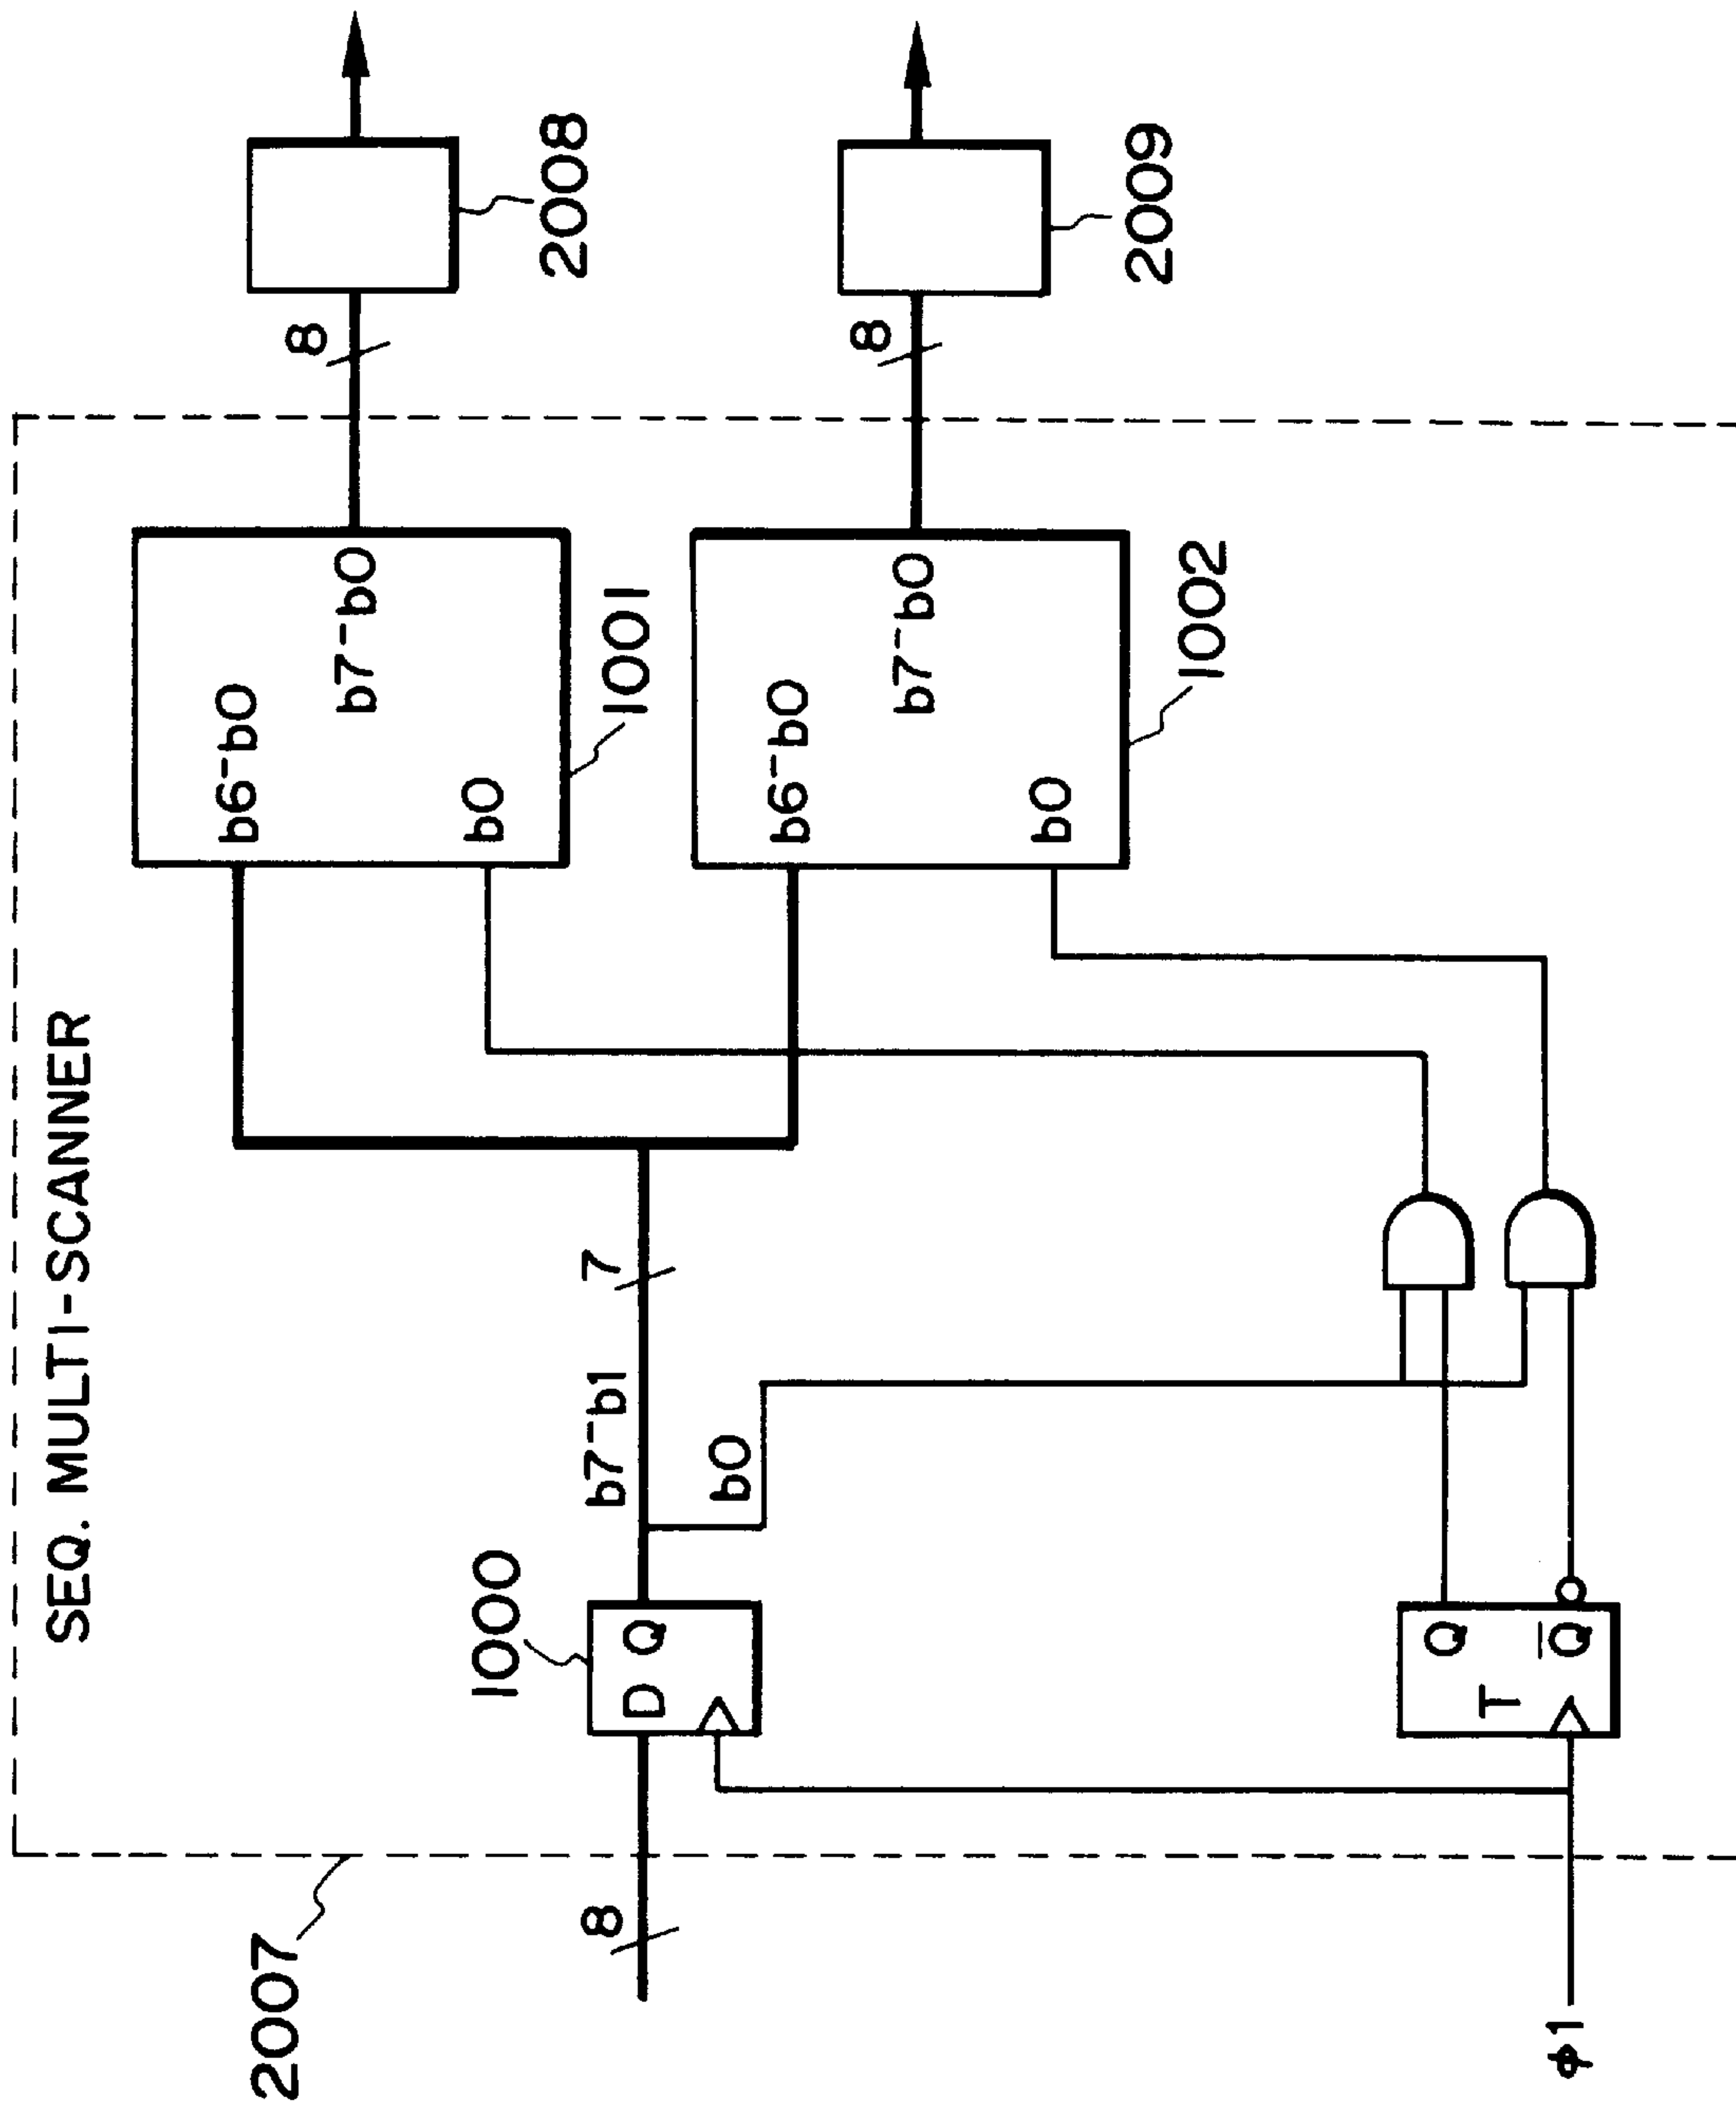 2007
SEQ. MULTI-SCANNER
8
1000
D Q
b7-b1
b0
7
b6-b0
b7-b0
b0
1001
8
2008
b6-b0
b7-b0
b0
1002
8
2009
T
Q
Q̅
φ1